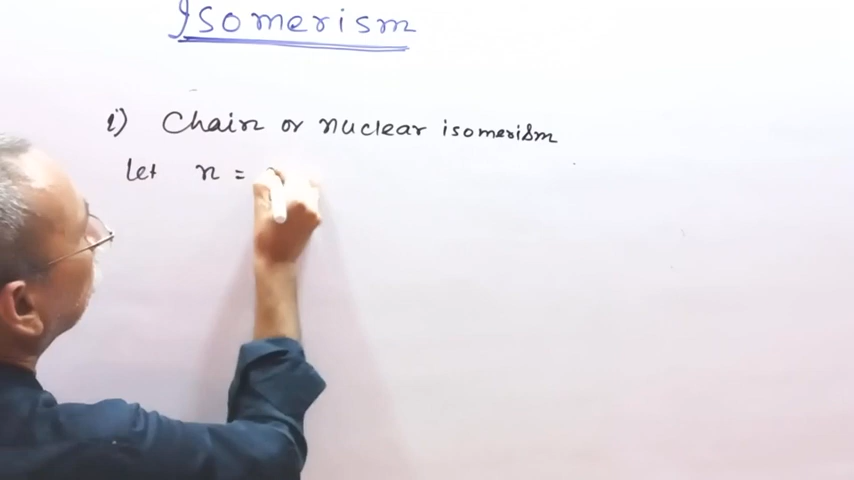 Isomerism
i) Chain or nuclear isomerism
let n =